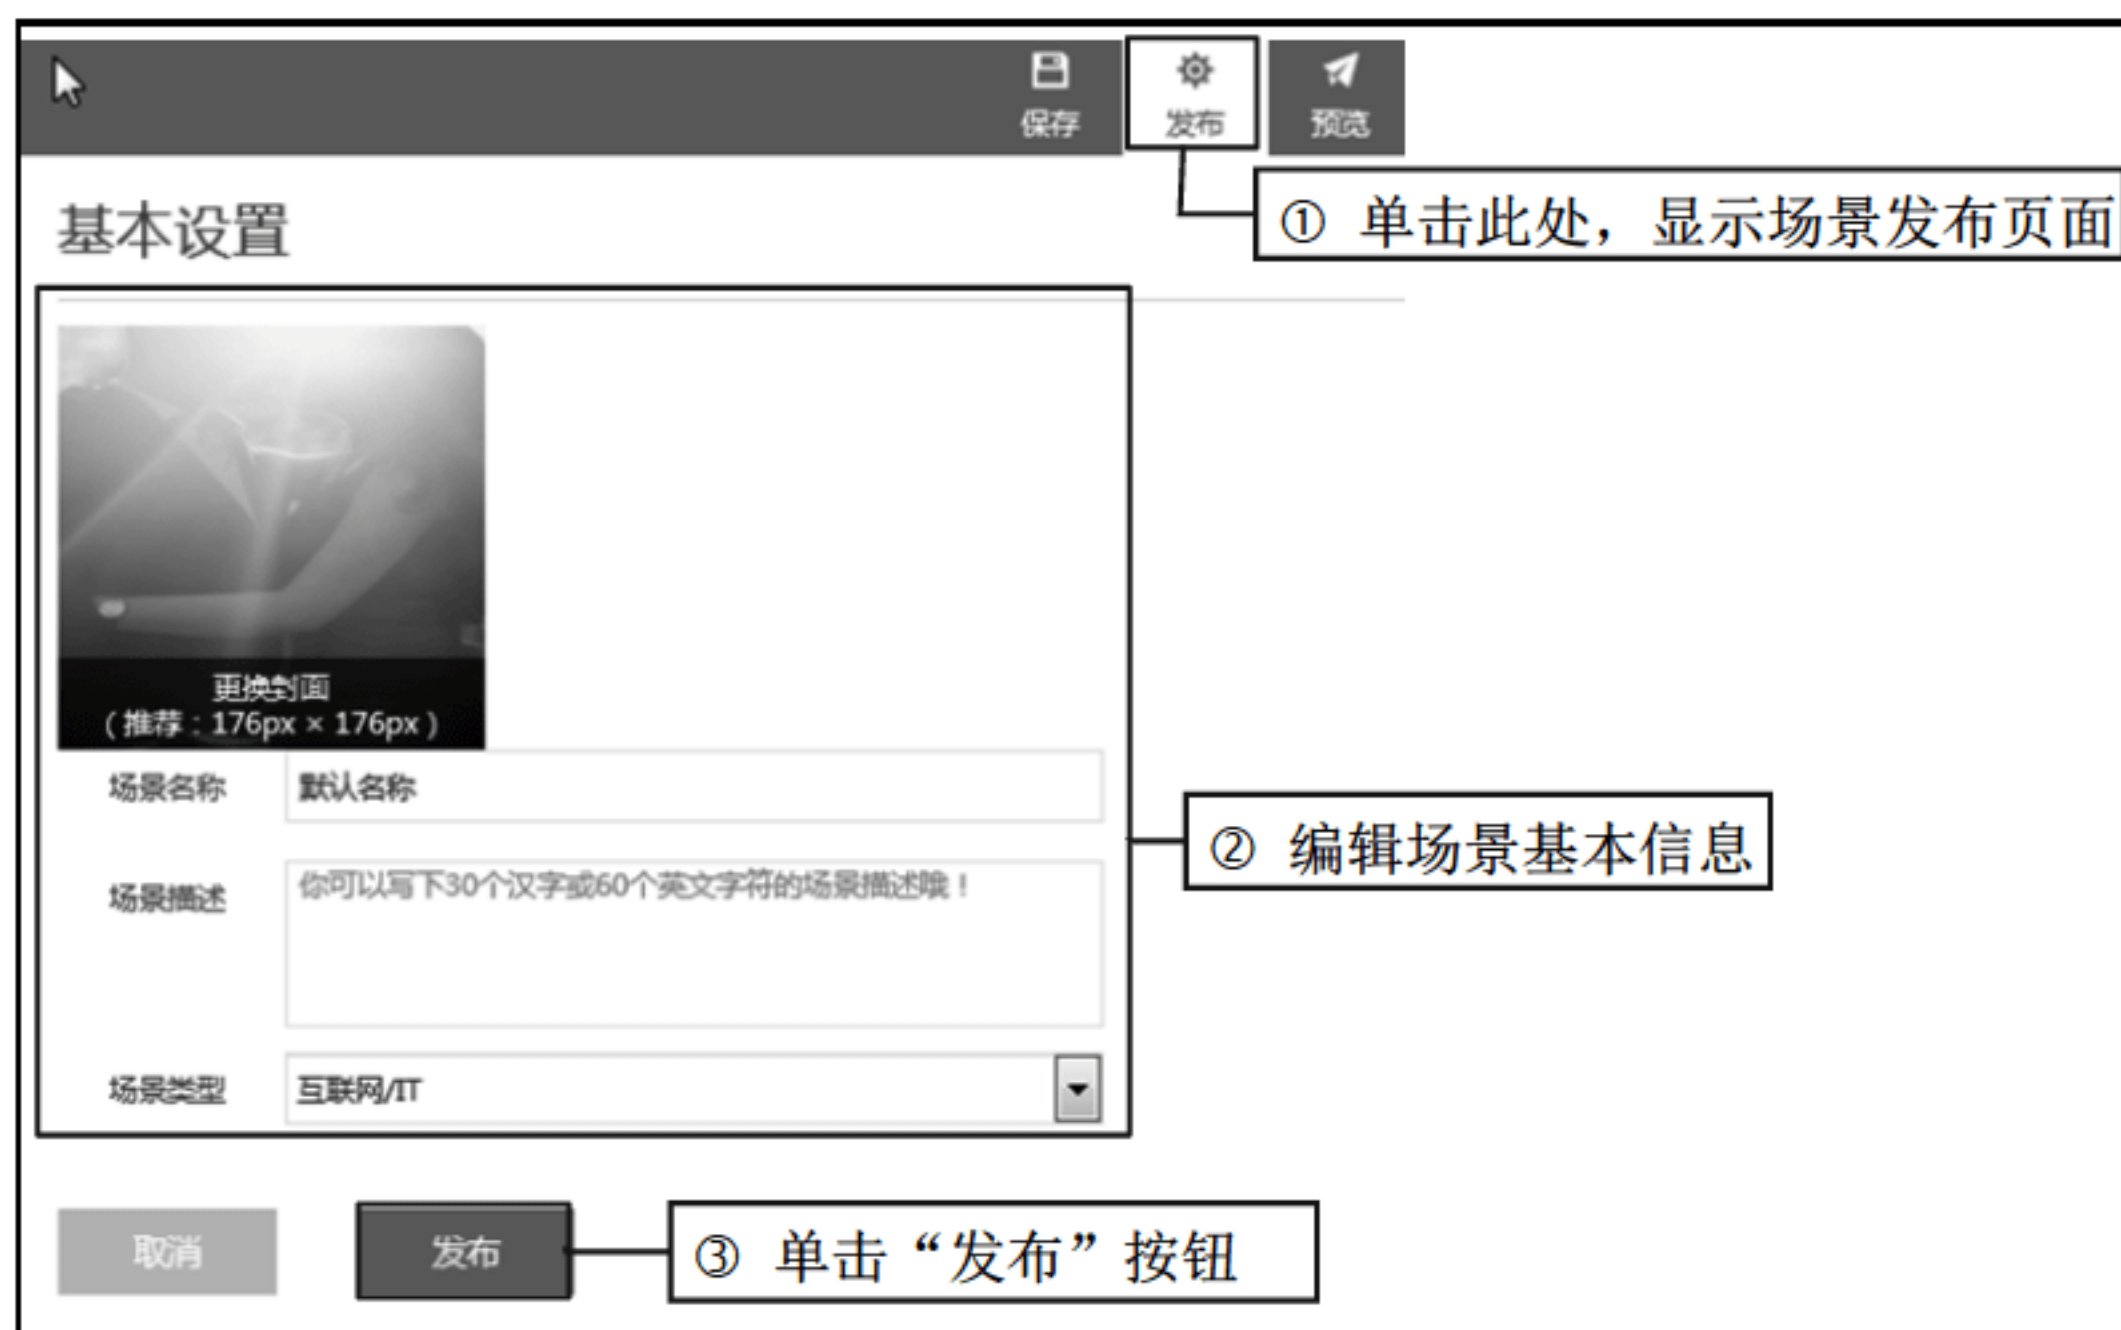 保存 发布 预览
① 单击此处，显示场景发布页面
基本设置
更换封面
（推荐：176px × 176px）
场景名称 默认名称
② 编辑场景基本信息
场景描述 你可以写下30个汉字或60个英文字符的场景描述哦！
场景类型 互联网/IT
取消 发布 ③ 单击“发布”按钮